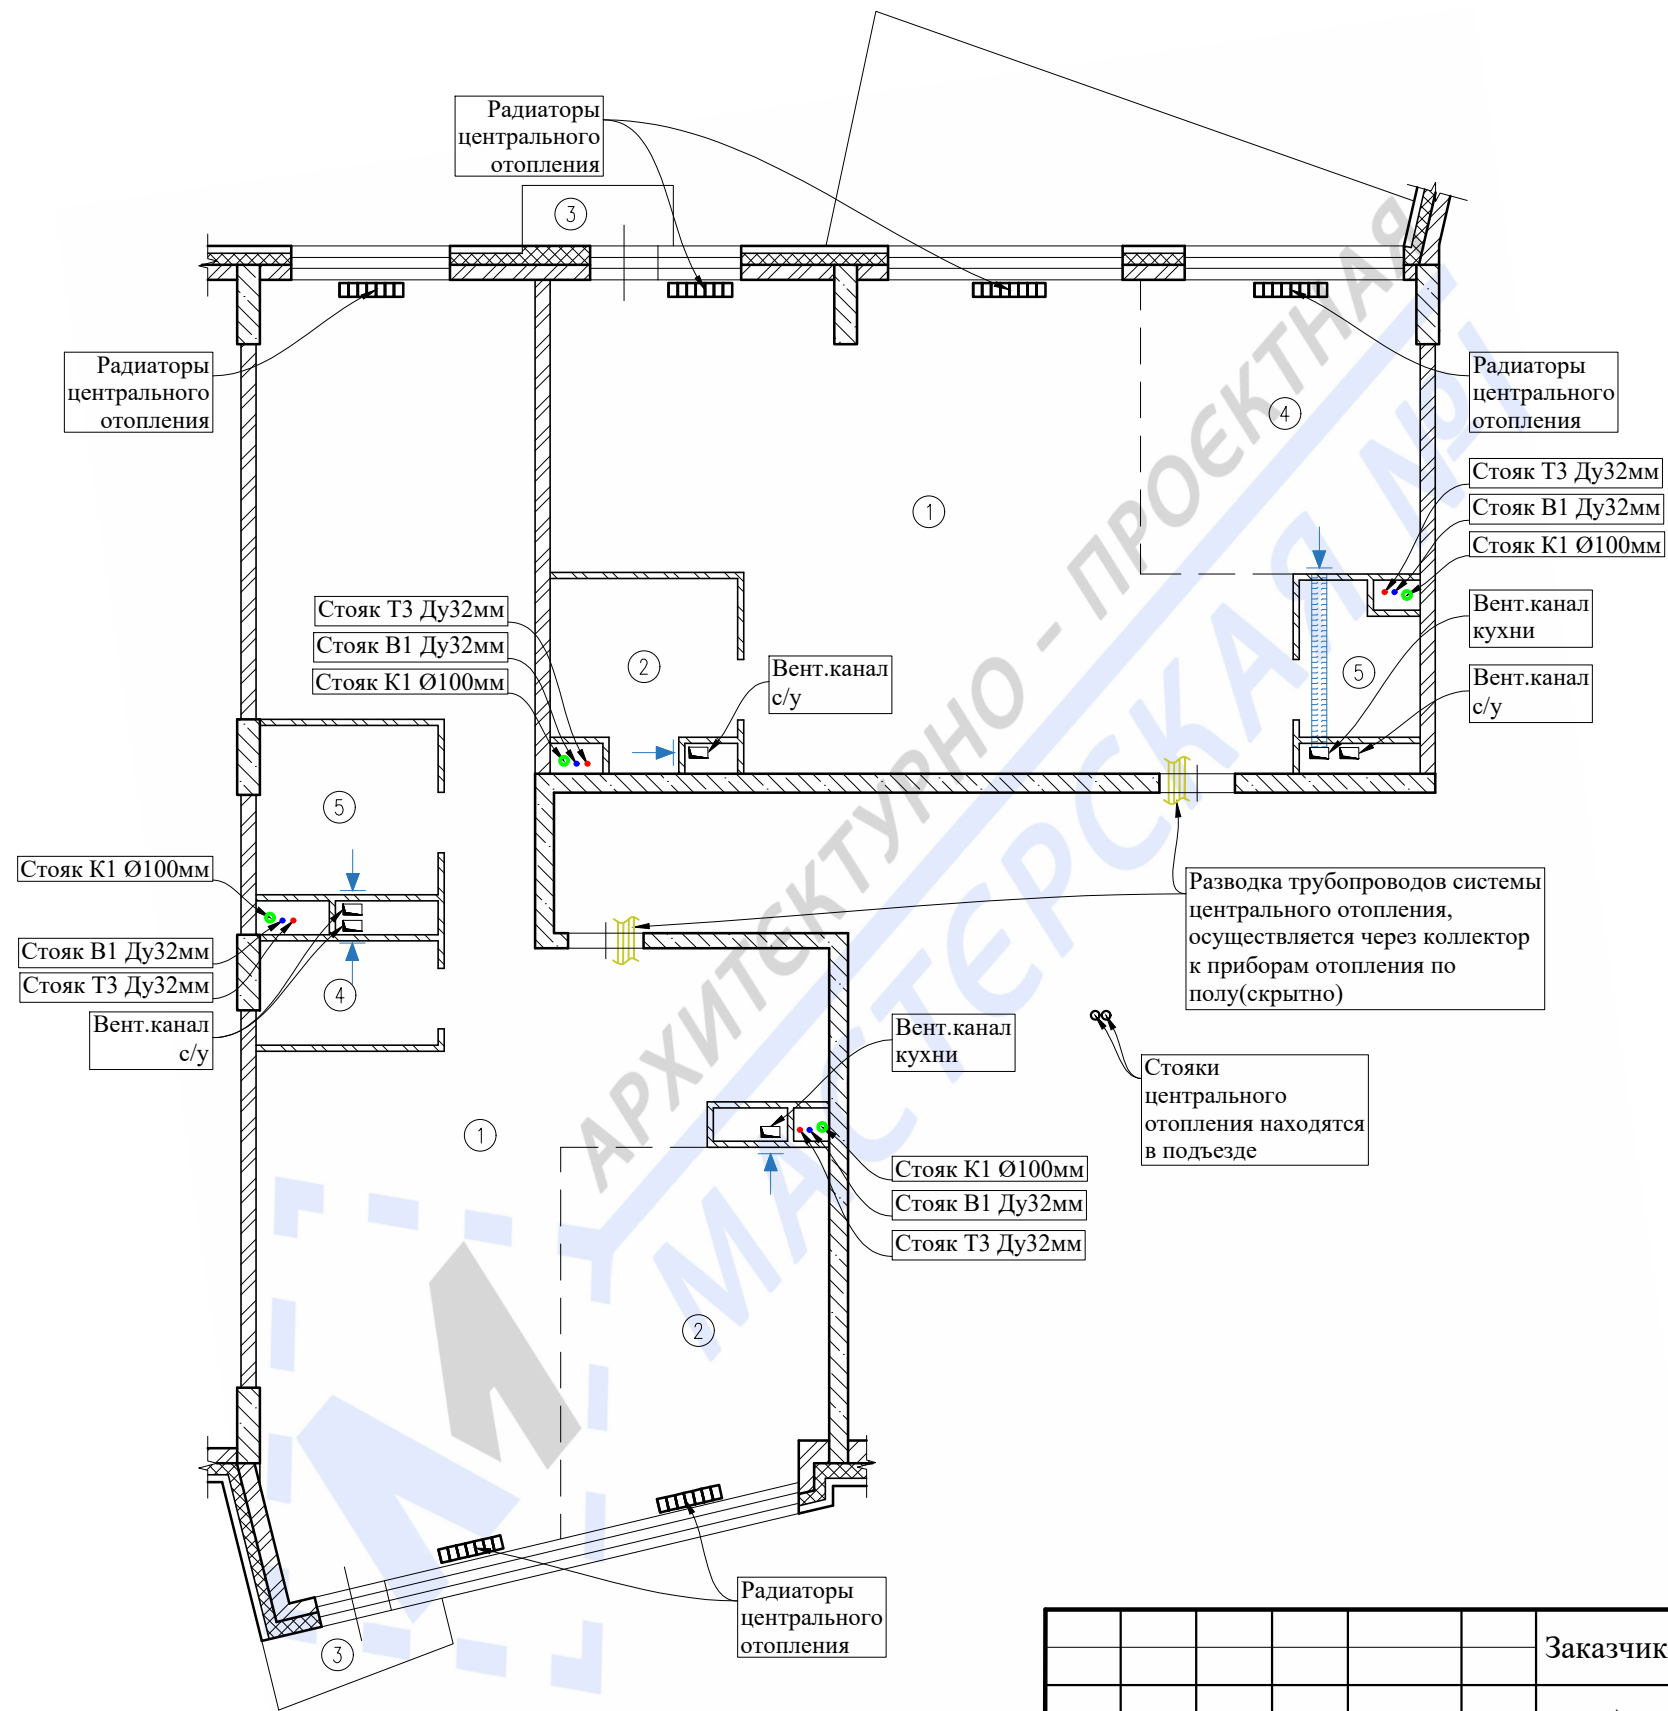 Радиаторы
центрального
отопления
3
Радиаторы
центрального
отопления
Радиаторы
центрального
отопления
4
1
Стояк Т3 Ду32мм
Стояк В1 Ду32мм
Стояк К1 Ø100мм
Вент.канал
кухни
Вент.канал
с/у
5
Стояк Т3 Ду32мм
Стояк В1 Ду32мм
Стояк К1 Ø100мм
2
Вент.канал
с/у
5
Стояк К1 Ø100мм
Стояк В1 Ду32мм
Стояк Т3 Ду32мм
Вент.канал
с/у
4
Разводка трубопроводов системы
центрального отопления,
осуществляется через коллектор
к приборам отопления по
полу(скрытно)
Вент.канал
кухни
Стояки
центрального
отопления находятся
в подъезде
1
Стояк К1 Ø100мм
Стояк В1 Ду32мм
Стояк Т3 Ду32мм
2
Радиаторы
центрального
отопления
3
Заказчик
АРХИТЕКТУРНО - ПРОЕКТНАЯ
МАСТЕРСКАЯ №1